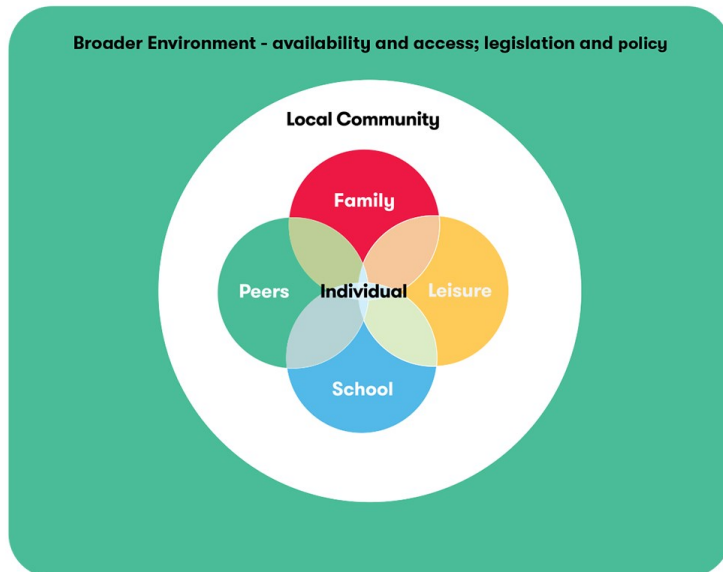 Broader Environment - availability and access; legislation and policy
Local Community
Family
Peers
Individual
Leisure
School